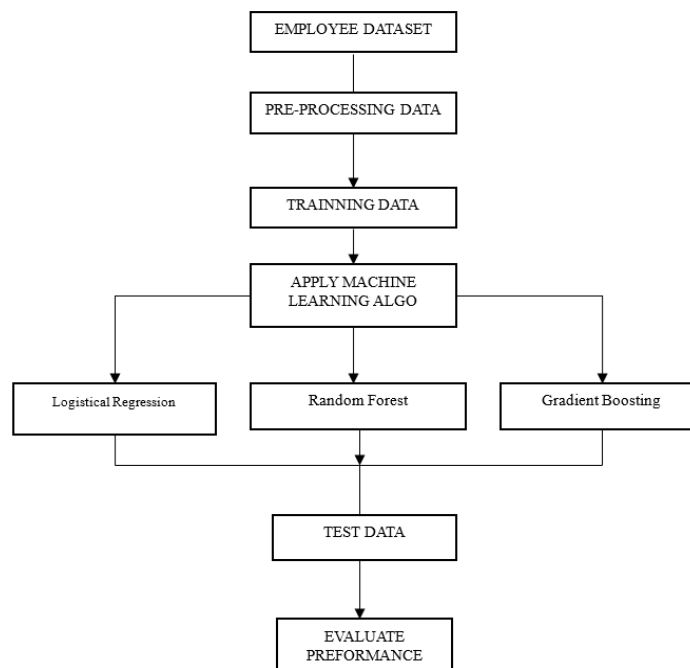 EMPLOYEE DATASET
PRE-PROCESSING DATA
TRAINNING DATA
APPLY MACHINE
LEARNING ALGO
Logistical Regression
Random Forest
Gradient Boosting
TEST DATA
EVALUATE
PREFORMANCE